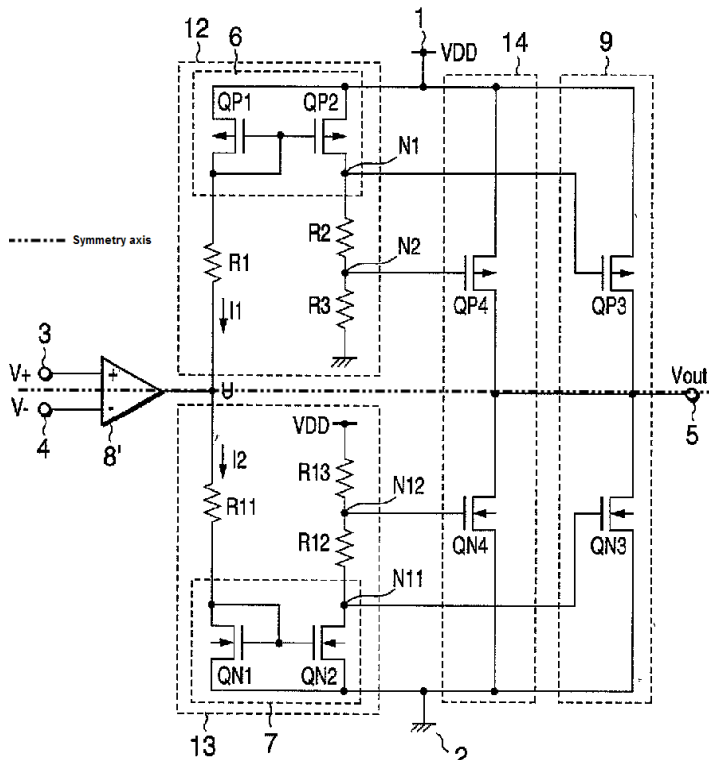 12
6
1
VDD
14
9
QP1
QP2
N1
Symmetry axis
R1
R2
N2
I1
R3
QP4
QP3
3
V+
+
U
Vout
V-
-
4
8'
5
VDD
I2
R13
N12
R11
R12
QN4
QN3
N11
QN1
QN2
13
7
2